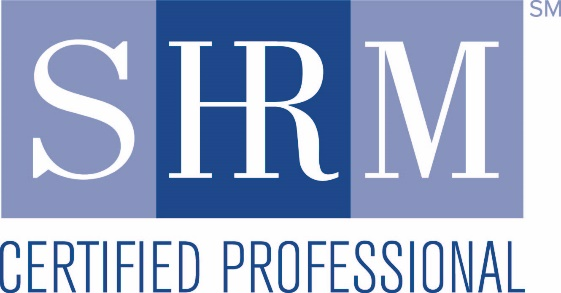 SHRM SM
CERTIFIED PROFESSIONAL